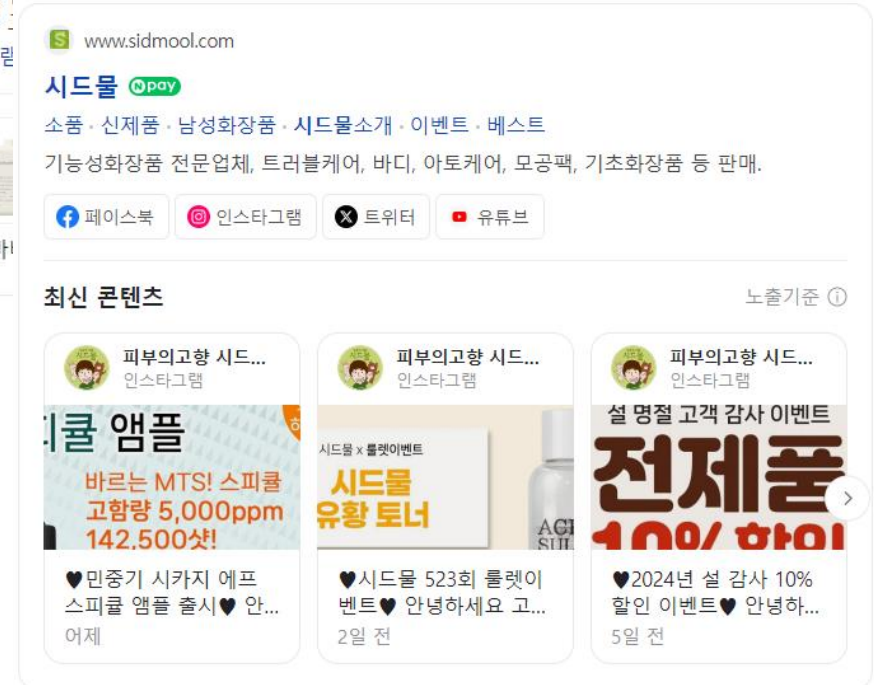 www.sidmool.com
시드물 pay
소품 · 신제품 · 남성화장품 · 시드물소개 · 이벤트 · 베스트
기능성화장품 전문업체, 트러블케어, 바디, 아토케어, 모공팩, 기초화장품 등 판매.
페이스북 인스타그램 트위터 유튜브
최신 콘텐츠 노출기준
피부의고향 시드...
인스타그램
앰플
바르는 MTS! 스피큘
고함량 5,000ppm
142,500샷!
♥민중기 시카지 에프
스피큘 앰플 출시♥ 안...
어제
피부의고향 시드...
인스타그램
시드물 x 룰렛이벤트
시드물
유황 토너
♥시드물 523회 룰렛이
벤트♥ 안녕하세요 고...
2일 전
피부의고향 시드...
인스타그램
설 명절 고객 감사 이벤트
전제품
10% 할인
♥2024년 설 감사 10%
할인 이벤트♥ 안녕하...
5일 전